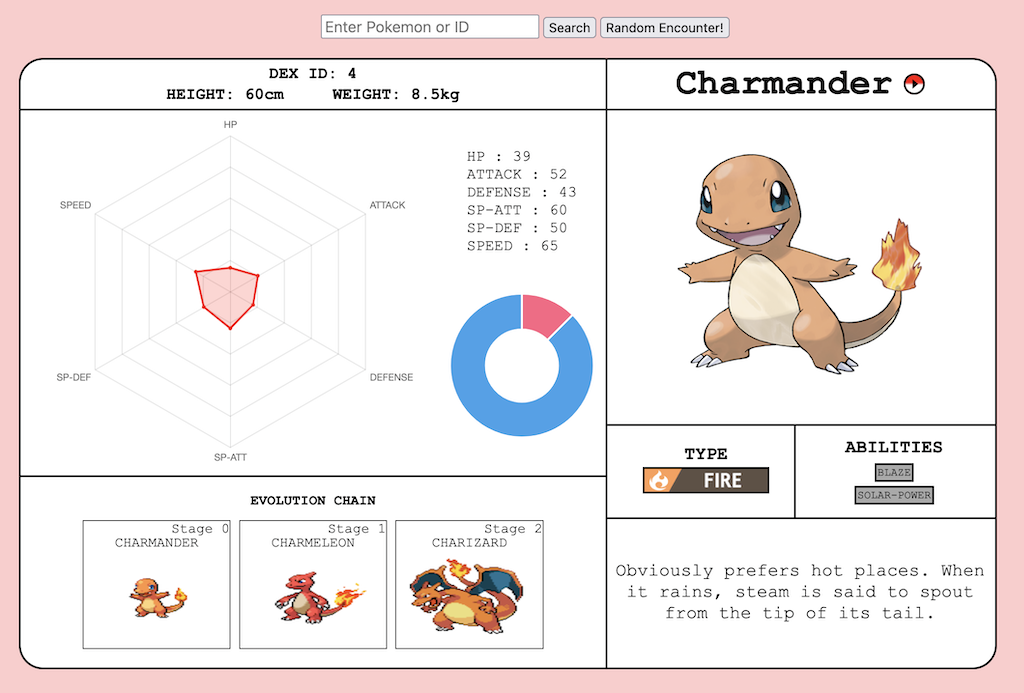 Enter Pokemon or ID
Search
Random Encounter!
DEX ID: 4
HEIGHT: 60cm WEIGHT: 8.5kg
Charmander
HP
ATTACK
DEFENSE
SP-ATT
SP-DEF
SPEED
HP : 39
ATTACK : 52
DEFENSE : 43
SP-ATT : 60
SP-DEF : 50
SPEED : 65
EVOLUTION CHAIN
Stage 0
CHARMANDER
Stage 1
CHARMELEON
Stage 2
CHARIZARD
TYPE
FIRE
ABILITIES
BLAZE
SOLAR-POWER
Obviously prefers hot places. When
it rains, steam is said to spout
from the tip of its tail.